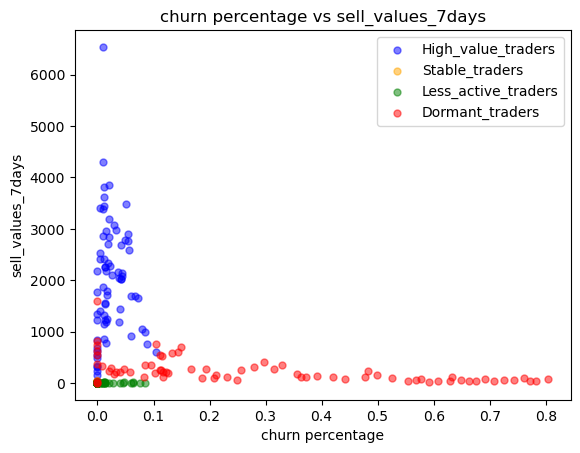 churn percentage vs sell_values_7days
High_value_traders
Stable_traders
Less_active_traders
Dormant_traders
sell_values_7days
6000
5000
4000
3000
2000
1000
0
0.0 0.1 0.2 0.3 0.4 0.5 0.6 0.7 0.8
churn percentage